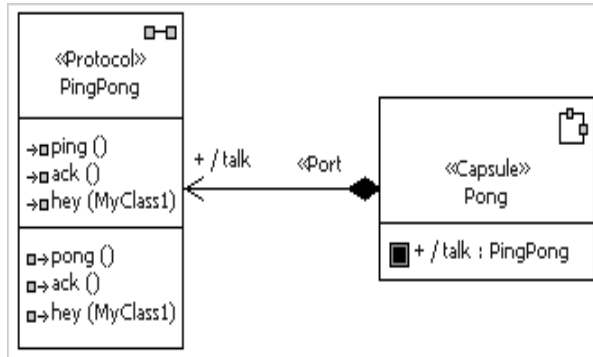 «Protocol»
PingPong
ping ()
ack ()
hey (MyClass1)
pong ()
ack ()
hey (MyClass1)
+ / talk
«Port
«Capsule»
Pong
+ / talk : PingPong